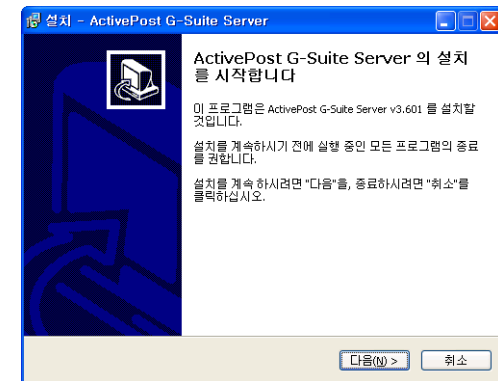 설치 - ActivePost G-Suite Server
ActivePost G-Suite Server 의 설치
를 시작합니다
이 프로그램은 ActivePost G-Suite Server v3.601 를 설치할
것입니다.
설치를 계속하시기 전에 실행 중인 모든 프로그램의 종료
를 권합니다.
설치를 계속 하시려면 "다음"을, 종료하시려면 "취소"를
클릭하십시오.
다음(N) >
취소